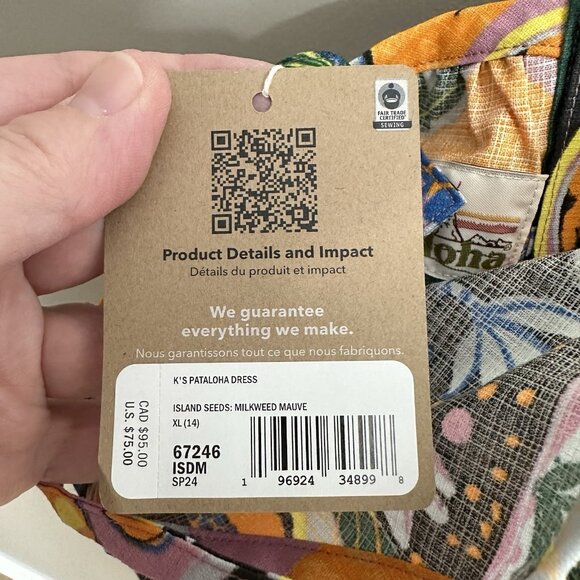 FAIR TRADE
CERTIFIED
SEWING
Product Details and Impact
Détails du produit et impact
We guarantee
everything we make.
Nous garantissons tout ce que nous fabriquons.
K'S PATALOHA DRESS
ISLAND SEEDS: MILKWEED MAUVE
XL (14)
67246
ISDM
SP24
1 96924 34899 8
CAD $95.00
U.S. $75.00
loha